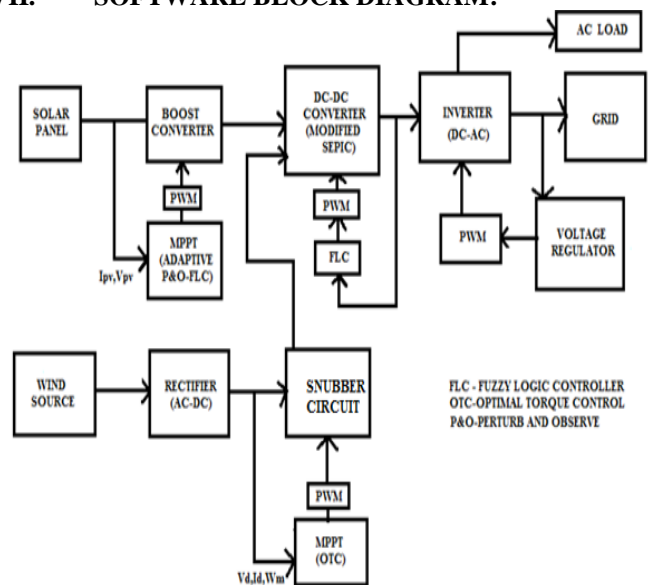 SOFTWARE BLOCK DIAGRAM:
AC LOAD
SOLAR
PANEL
BOOST
CONVERTER
DC-DC
CONVERTER
(MODIFIED
SEPIC)
INVERTER
(DC-AC)
GRID
PWM
PWM
PWM
VOLTAGE
REGULATOR
MPPT
(ADAPTIVE
P&O-FLC)
FLC
Ipv,Vpv
WIND
SOURCE
RECTIFIER
(AC-DC)
SNUBBER
CIRCUIT
FLC - FUZZY LOGIC CONTROLLER
OTC-OPTIMAL TORQUE CONTROL
P&O-PERTURB AND OBSERVE
PWM
MPPT
(OTC)
Vd,Id,Wm